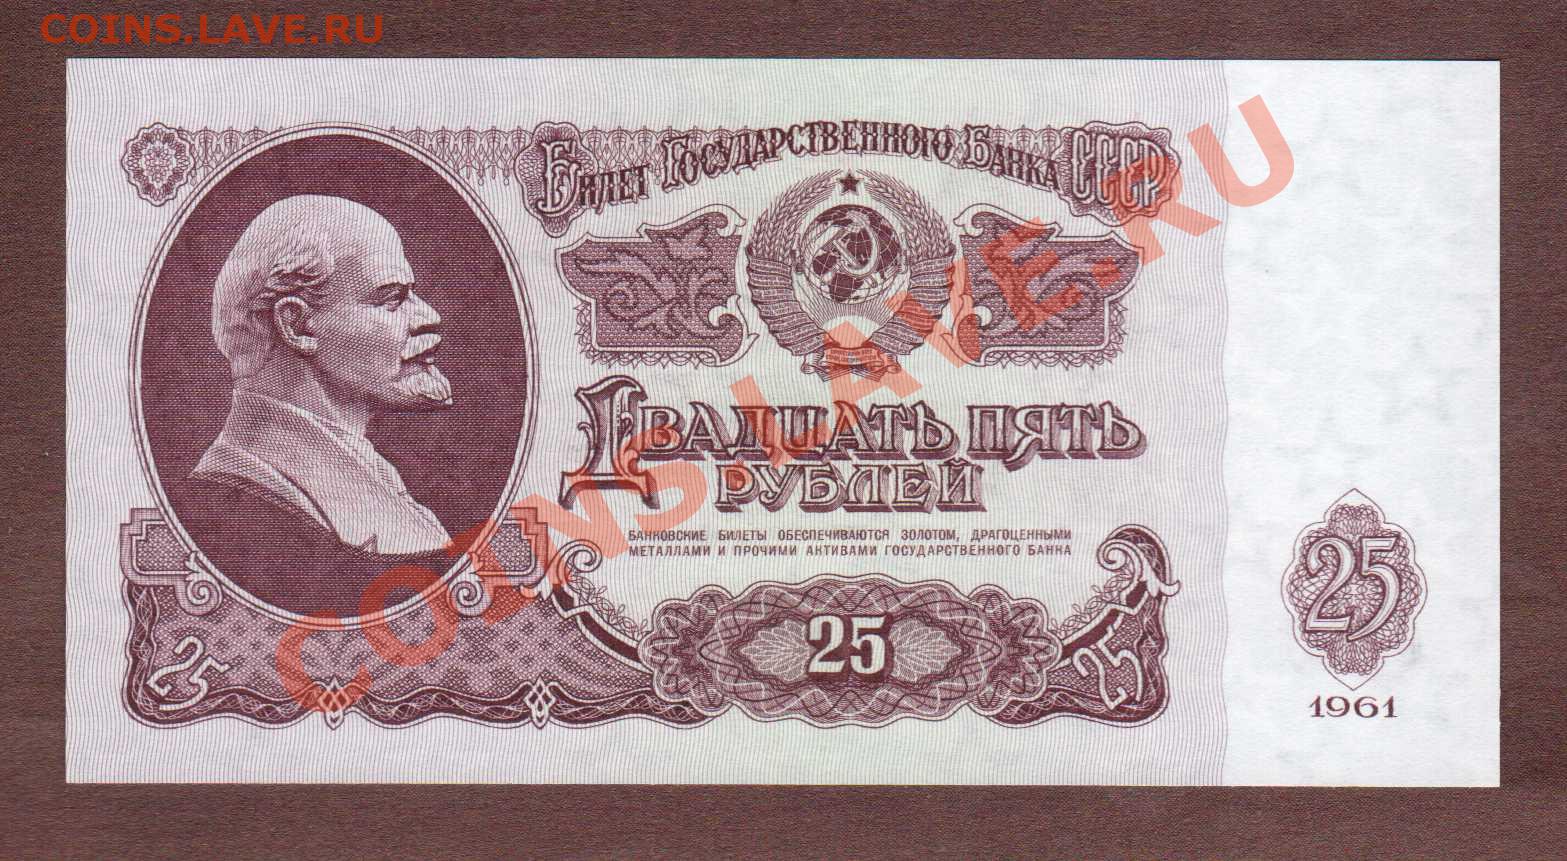 COINS.LAVE.RU
Билет Государственного Банка СССР
Двадцать пять
рублей
БАНКОВСКИЕ БИЛЕТЫ ОБЕСПЕЧИВАЮТСЯ ЗОЛОТОМ, ДРАГОЦЕННЫМИ
МЕТАЛЛАМИ И ПРОЧИМИ АКТИВАМИ ГОСУДАРСТВЕННОГО БАНКА
25
25
25
25
1961
COINS.LAVE.RU